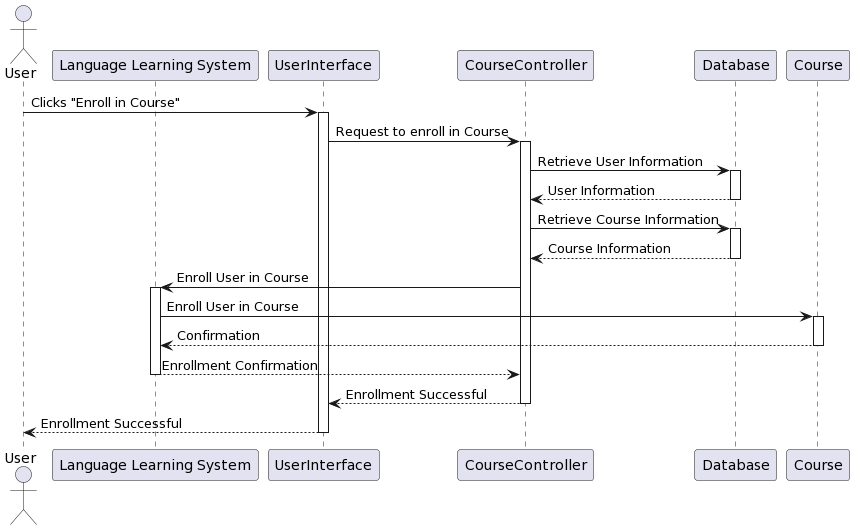 User
Language Learning System
UserInterface
CourseController
Database
Course
Clicks "Enroll in Course"
Request to enroll in Course
Retrieve User Information
User Information
Retrieve Course Information
Course Information
Enroll User in Course
Enroll User in Course
Confirmation
Enrollment Confirmation
Enrollment Successful
Enrollment Successful
User
Language Learning System
UserInterface
CourseController
Database
Course